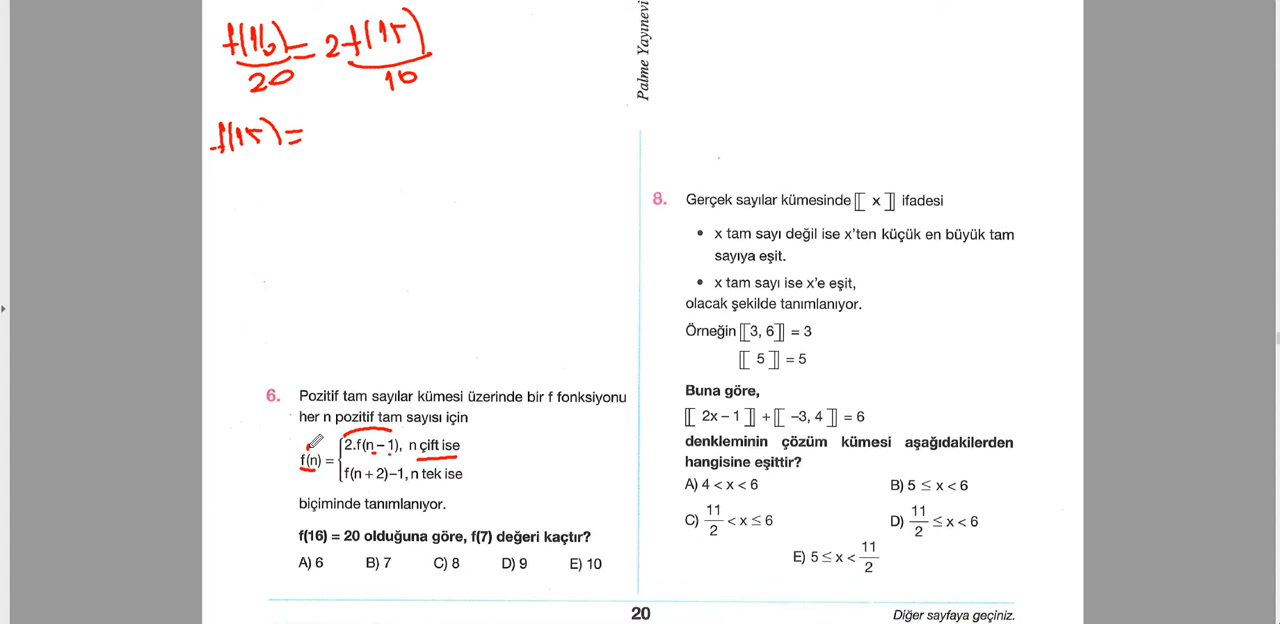 f(16) = 2f(15)
20 10
f(15) =
Palme Yayınevi
6. Pozitif tam sayılar kümesi üzerinde bir f fonksiyonu
her n pozitif tam sayısı için
f(n) = { 2.f(n – 1), n çift ise
f(n + 2)–1, n tek ise
biçiminde tanımlanıyor.
f(16) = 20 olduğuna göre, f(7) değeri kaçtır?
A) 6 B) 7 C) 8 D) 9 E) 10
8. Gerçek sayılar kümesinde ⟦ x ⟧ ifadesi
• x tam sayı değil ise x'ten küçük en büyük tam
sayıya eşit.
• x tam sayı ise x'e eşit,
olacak şekilde tanımlanıyor.
Örneğin ⟦3, 6⟧ = 3
⟦ 5 ⟧ = 5
Buna göre,
⟦ 2x – 1 ⟧ + ⟦ –3, 4 ⟧ = 6
denkleminin çözüm kümesi aşağıdakilerden
hangisine eşittir?
A) 4 < x < 6 B) 5 ≤ x < 6
C) 11/2 < x ≤ 6 D) 11/2 ≤ x < 6
E) 5 ≤ x < 11/2
20
Diğer sayfaya geçiniz.